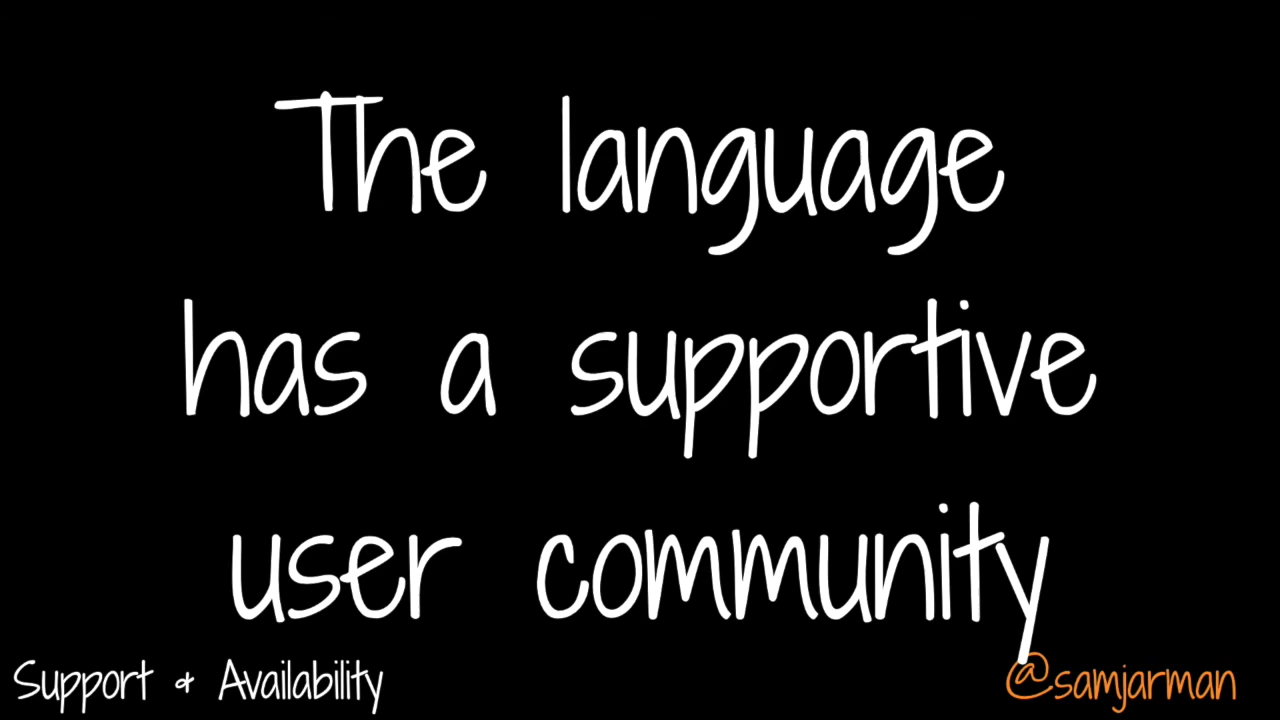 The language
has a supportive
user community
Support & Availability
@samjarman